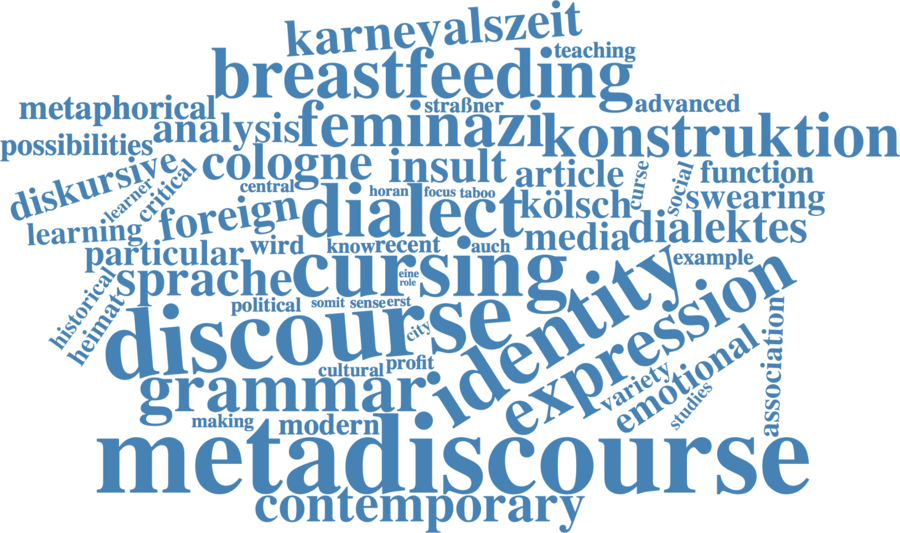 karnevalszeit
teaching
breastfeeding
metaphorical
straßner
advanced
possibilities
analysis
feminazi
konstruktion
diskursive
cologne
insult
article
function
learner
critical
central
horan
focus
taboo
curse
social
swearing
foreign
dialect
kölsch
learning
media
dialektes
particular
wird
know
recent
auch
example
sprache
cursing
eine
role
identity
historical
heimat
political
somit
sense
erst
discourse
city
expression
cultural
profit
grammar
variety
emotional
association
studies
making
modern
metadiscourse
contemporary